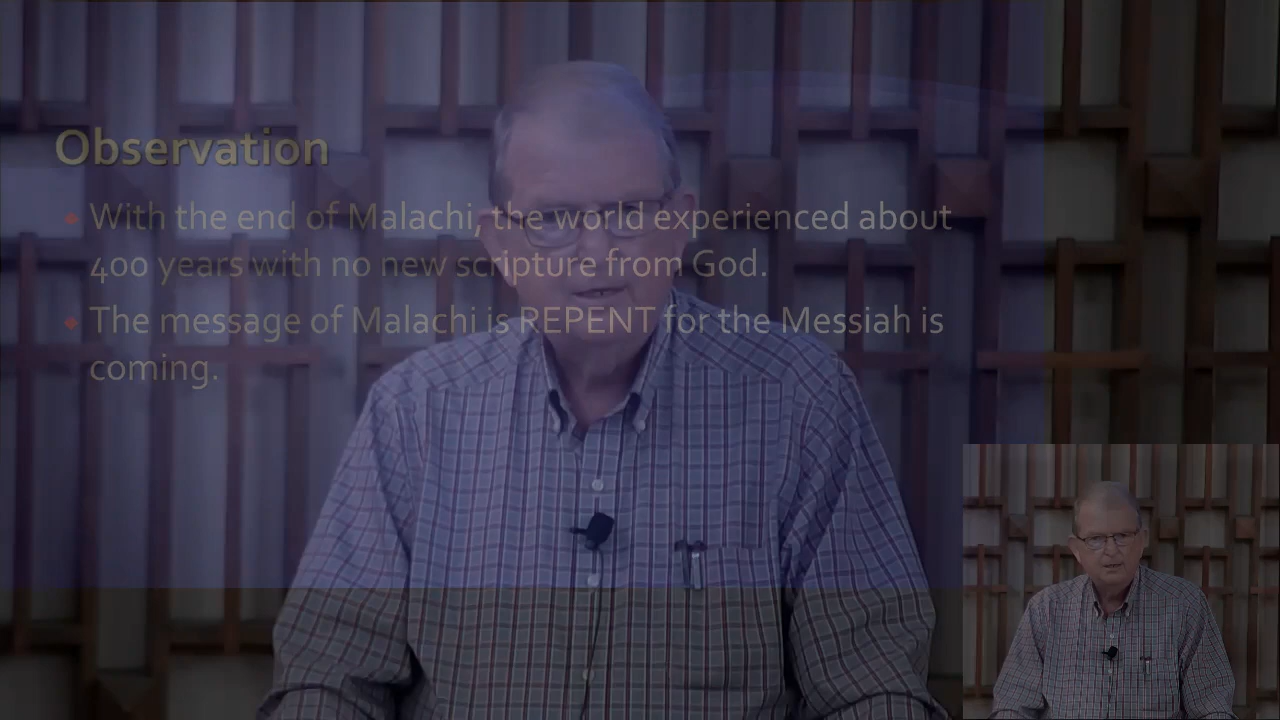 Observation
With the end of Malachi, the world experienced about
400 years with no new scripture from God.
The message of Malachi is REPENT for the Messiah is
coming.